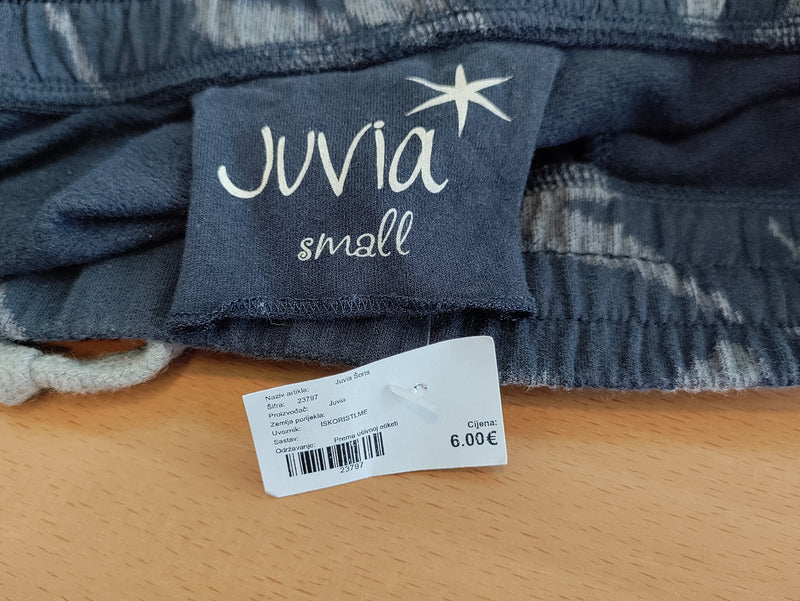 Juvia
small
Naziv artikla: Juvia Šoris
Šifra: 23797
Proizvođač: Juvia
Zemlja porijekla:
Uvoznik: ISKORISTI.ME
Sastav:
Održavanje: Prema ušivnoj etiketi
23797
Cijena:
6.00€